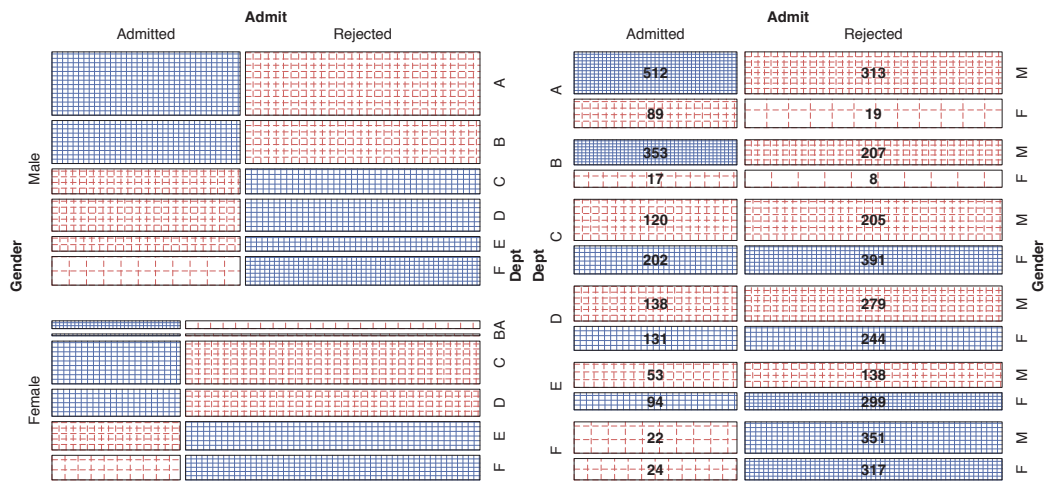 Admit
Admitted Rejected
Gender
Male
A
B
C
D
E
F
Dept
Female
BA
C
D
E
F
Admit
Admitted Rejected
Dept
Gender
A
512 313 M
89 19 F
B
353 207 M
17 8 F
C
120 205 M
202 391 F
D
138 279 M
131 244 F
E
53 138 M
94 299 F
F
22 351 M
24 317 F